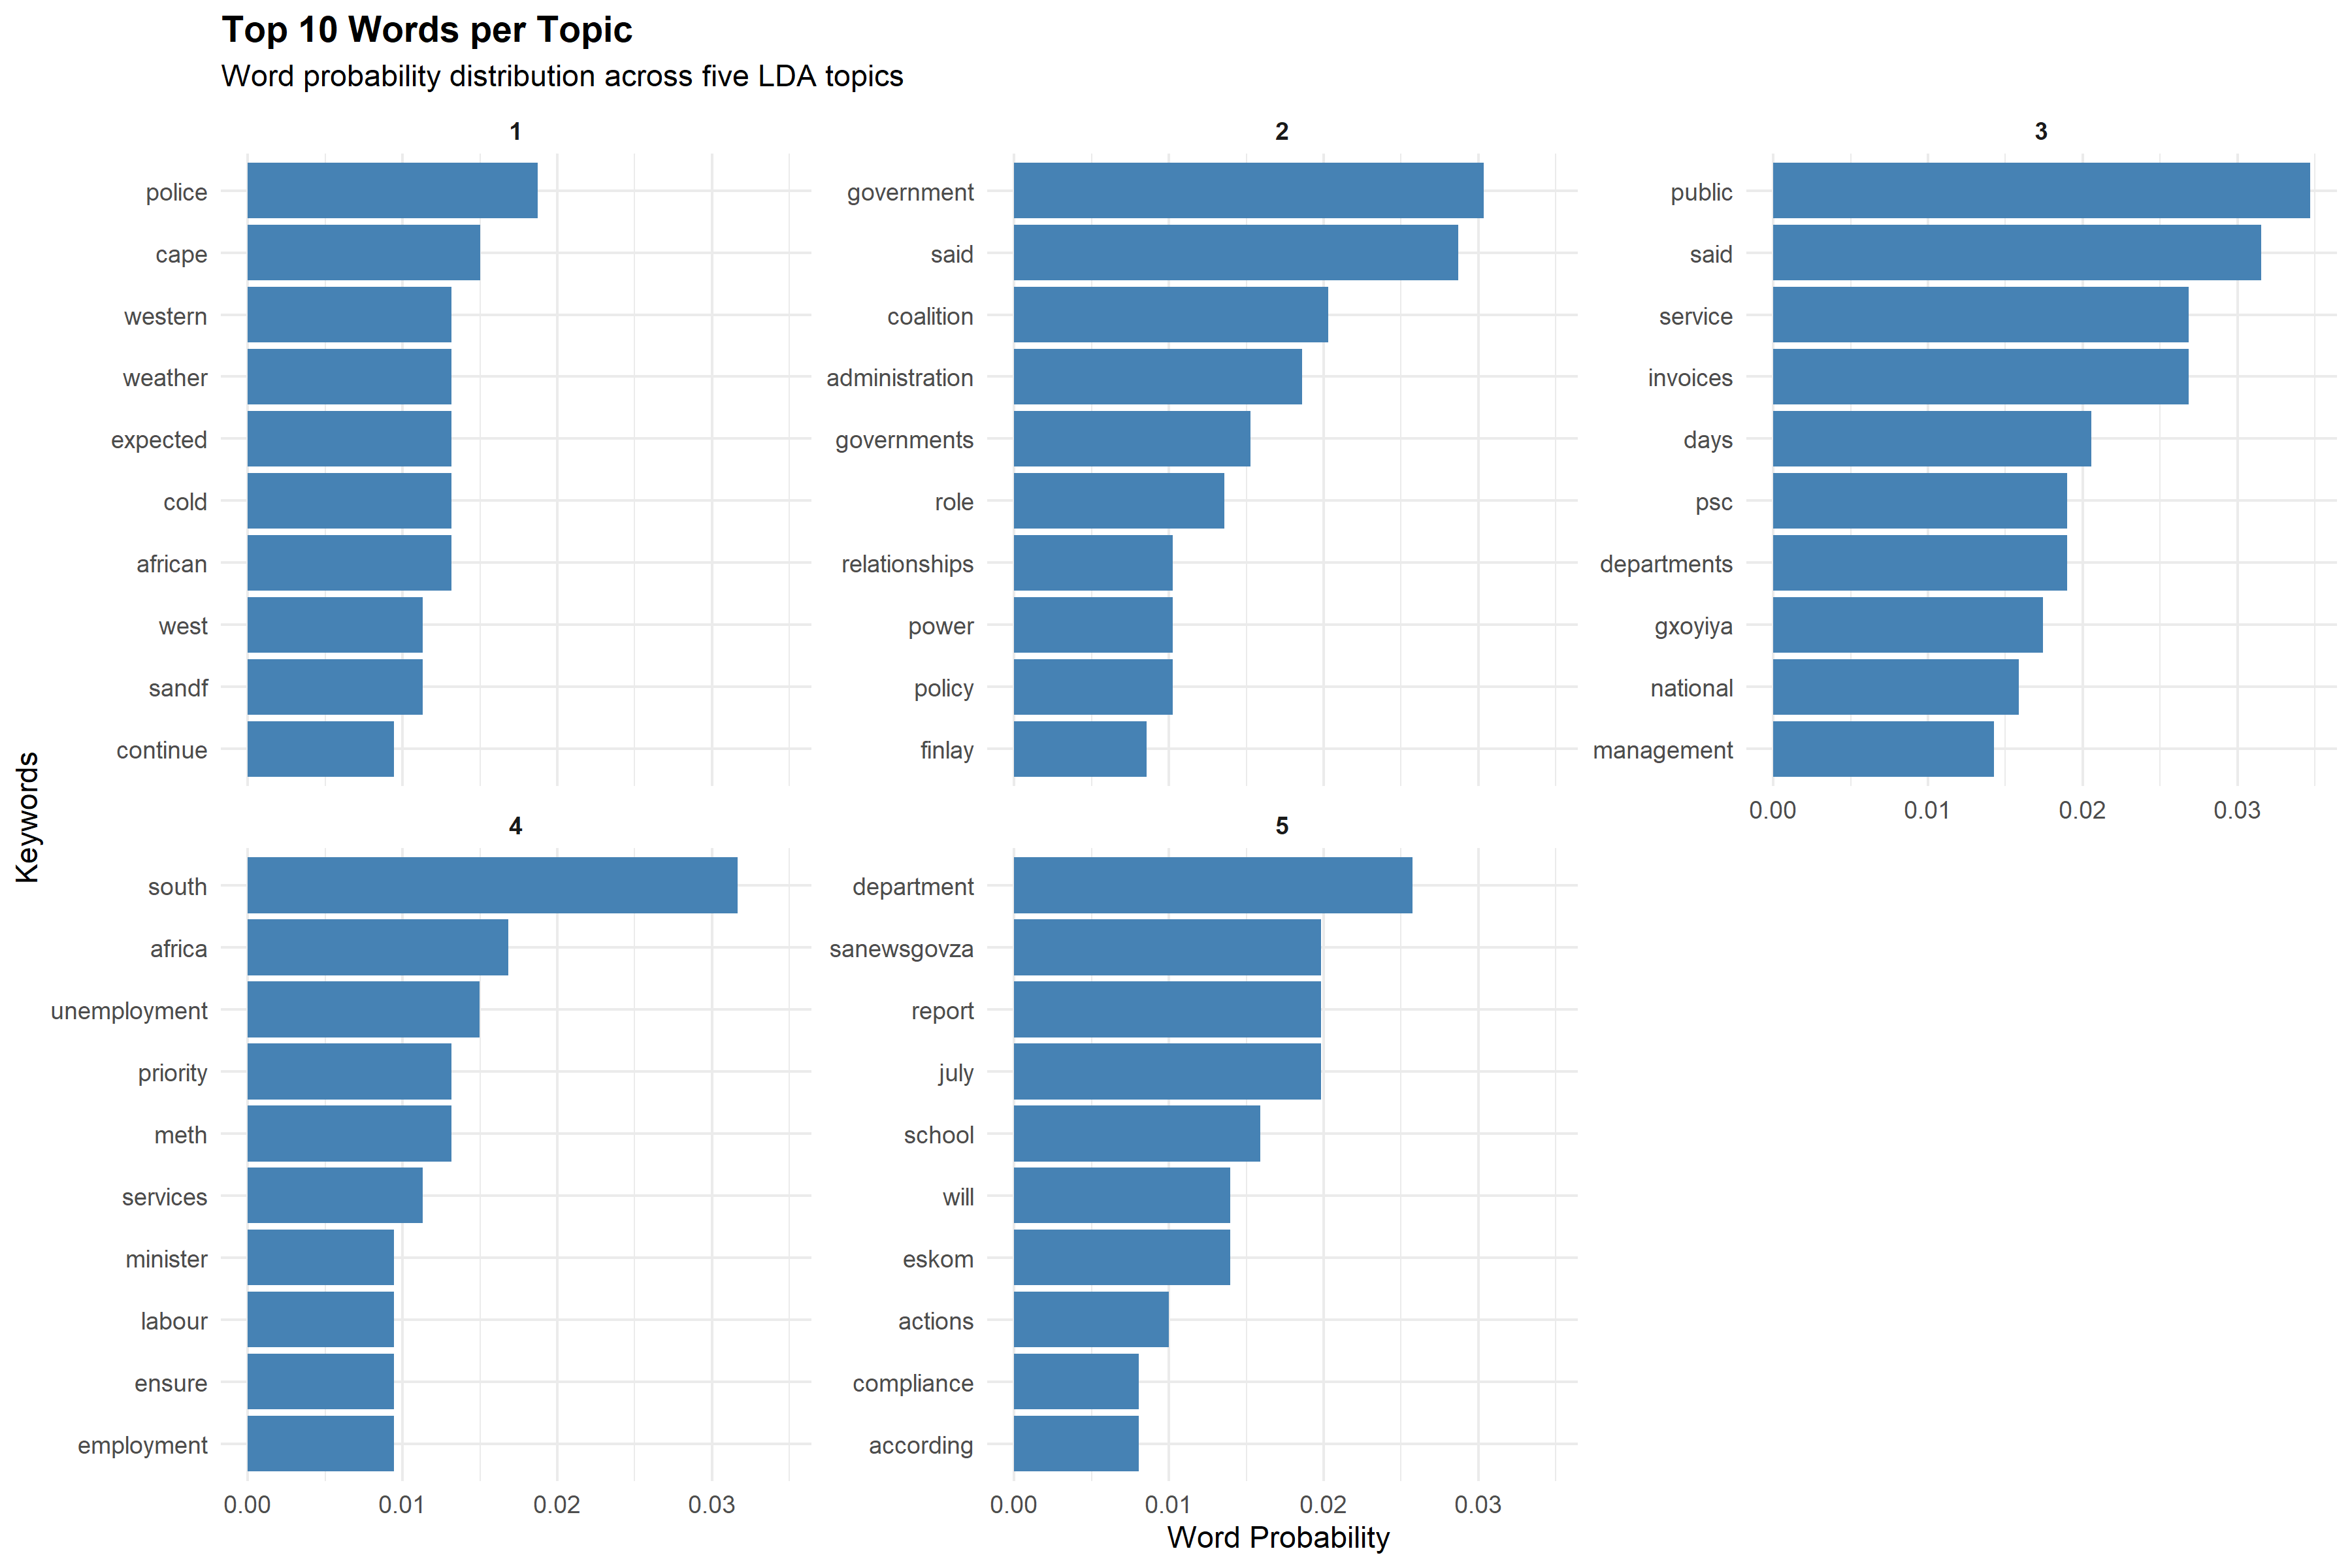 Top 10 Words per Topic
Word probability distribution across five LDA topics
1
police
cape
western
weather
expected
cold
african
west
sandf
continue
2
government
said
coalition
administration
governments
role
relationships
power
policy
finlay
3
public
said
service
invoices
days
psc
departments
gxoyiya
national
management
0.00 0.01 0.02 0.03
Keywords
4
south
africa
unemployment
priority
meth
services
minister
labour
ensure
employment
0.00 0.01 0.02 0.03
5
department
sanewsgovza
report
july
school
will
eskom
actions
compliance
according
0.00 0.01 0.02 0.03
Word Probability